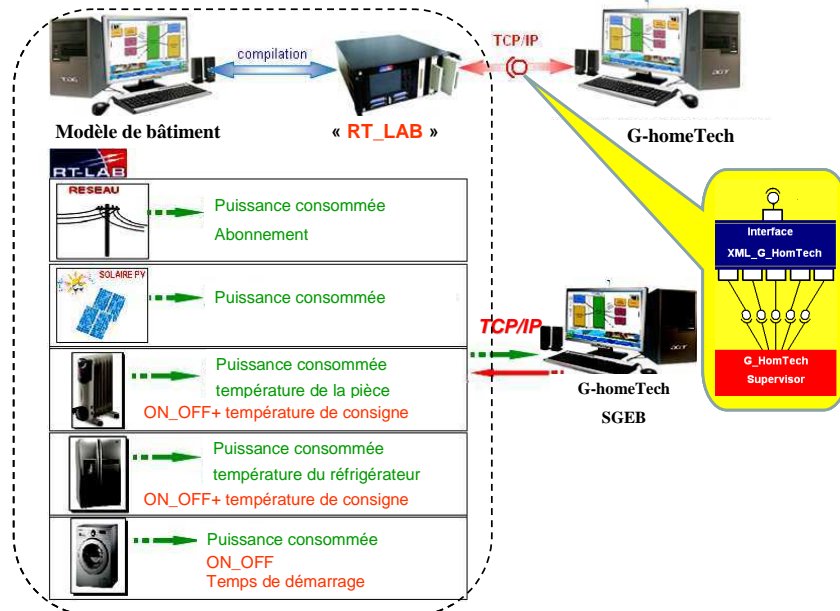 compilation
TCP/IP
Modèle de bâtiment
« RT_LAB »
G-homeTech
RT-LAB
RESEAU
Puissance consommée
Abonnement
SOLAIRE PV
Puissance consommée
Puissance consommée
température de la pièce
ON_OFF+ température de consigne
Puissance consommée
température du réfrigérateur
ON_OFF+ température de consigne
Puissance consommée
ON_OFF
Temps de démarrage
TCP/IP
G-homeTech
SGEB
Interface
XML_G_HomTech
G_HomTech
Supervisor